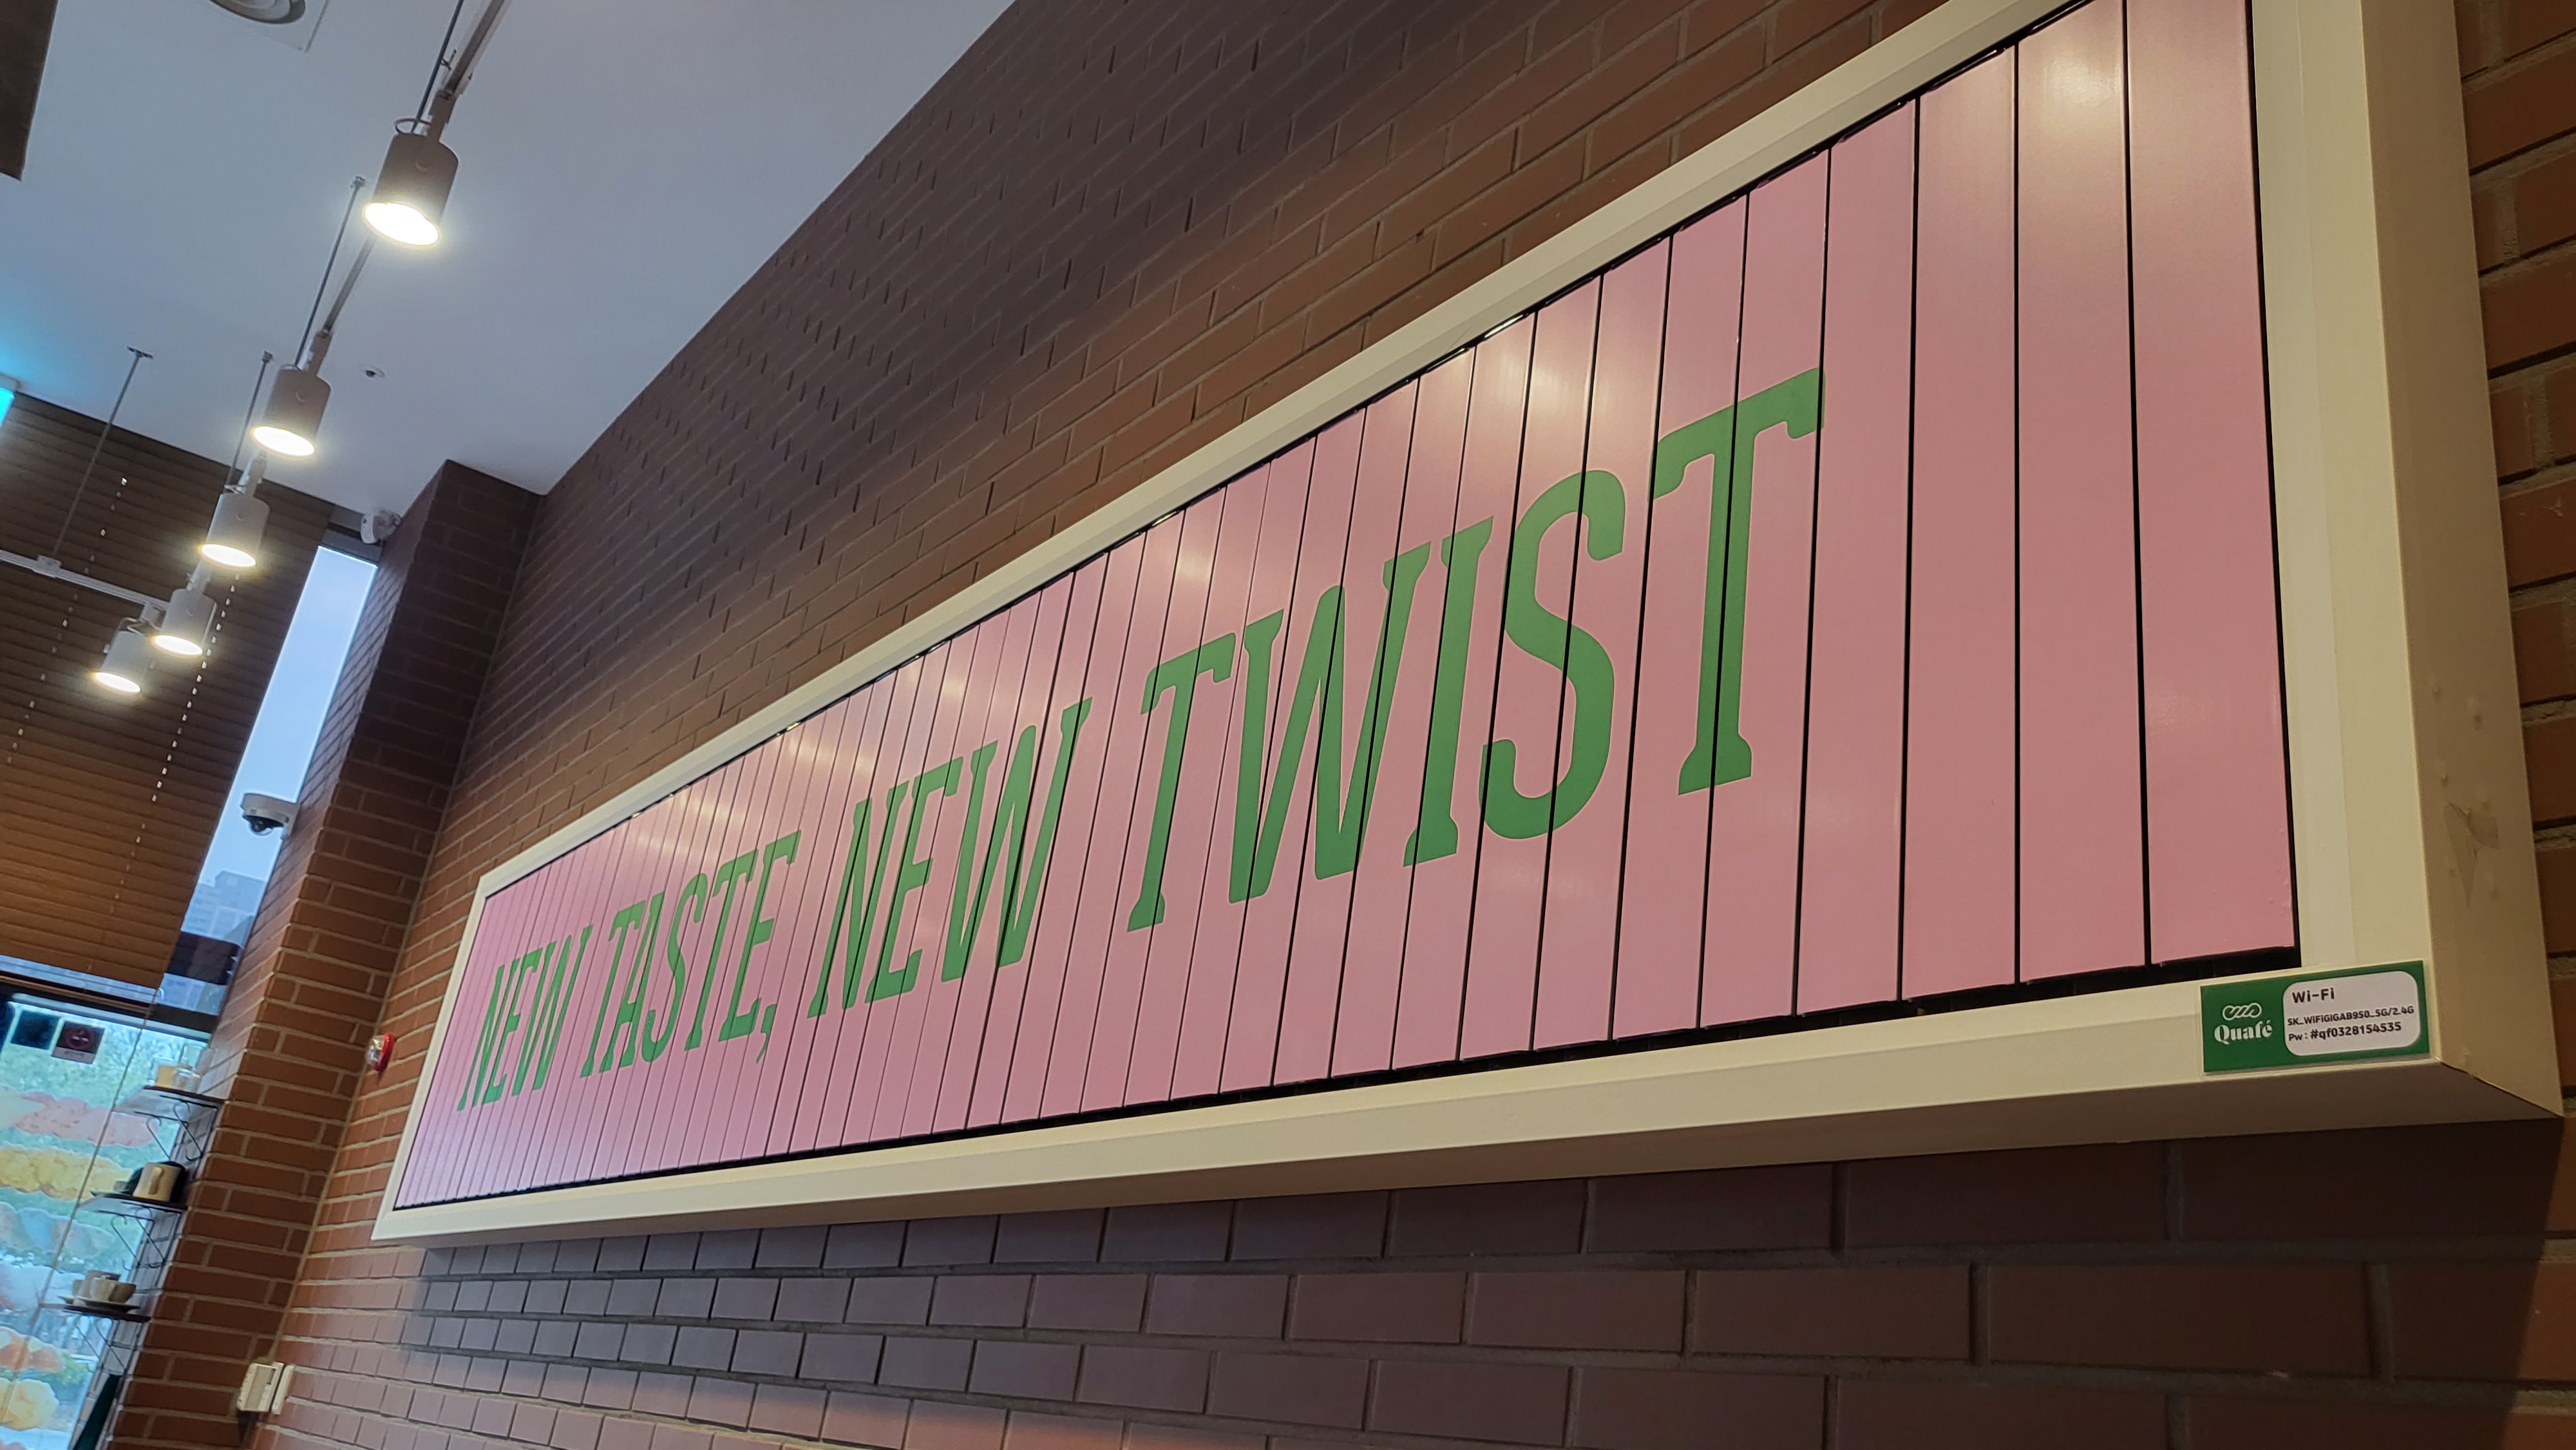 NEW TASTE, NEW TWIST
Quafé
Wi-Fi
SK_WiFiGIGAB950_5G/2.4G
Pw : #qf0328154535